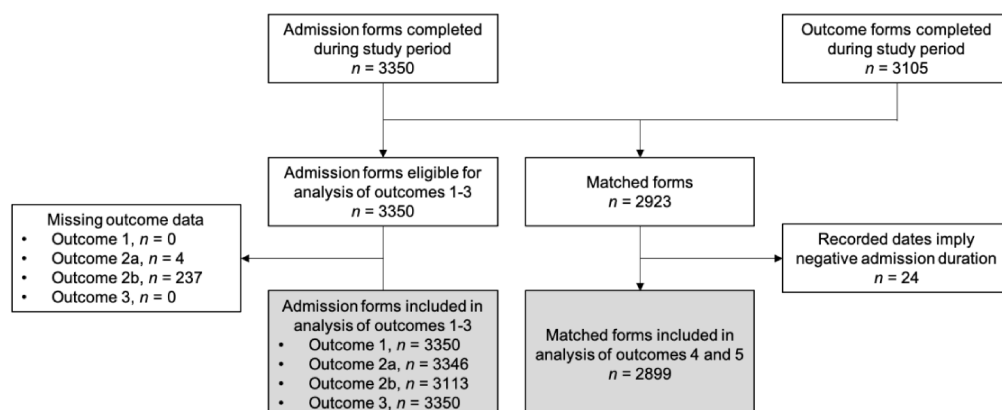 Admission forms completed
during study period
n = 3350
Outcome forms completed
during study period
n = 3105
Admission forms eligible for
analysis of outcomes 1-3
n = 3350
Matched forms
n = 2923
Missing outcome data
• Outcome 1, n = 0
• Outcome 2a, n = 4
• Outcome 2b, n = 237
• Outcome 3, n = 0
Recorded dates imply
negative admission duration
n = 24
Admission forms included in
analysis of outcomes 1-3
• Outcome 1, n = 3350
• Outcome 2a, n = 3346
• Outcome 2b, n = 3113
• Outcome 3, n = 3350
Matched forms included in
analysis of outcomes 4 and 5
n = 2899